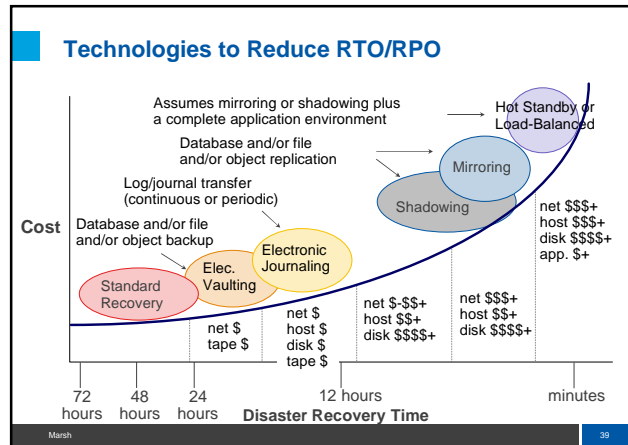 Technologies to Reduce RTO/RPO
Assumes mirroring or shadowing plus
a complete application environment
Hot Standby or
Load-Balanced
Database and/or file
and/or object replication
Mirroring
Log/journal transfer
(continuous or periodic)
Shadowing
Cost
Database and/or file
and/or object backup
Electronic
Journaling
Elec.
Vaulting
Standard
Recovery
net $$$+
host $$$+
disk $$$$+
app. $+
net $
tape $
net $
host $
disk $
tape $
net $-$$+
host $$+
disk $$$$+
net $$$+
host $$+
disk $$$$+
72
hours
48
hours
24
hours
12 hours
minutes
Disaster Recovery Time
Marsh
39